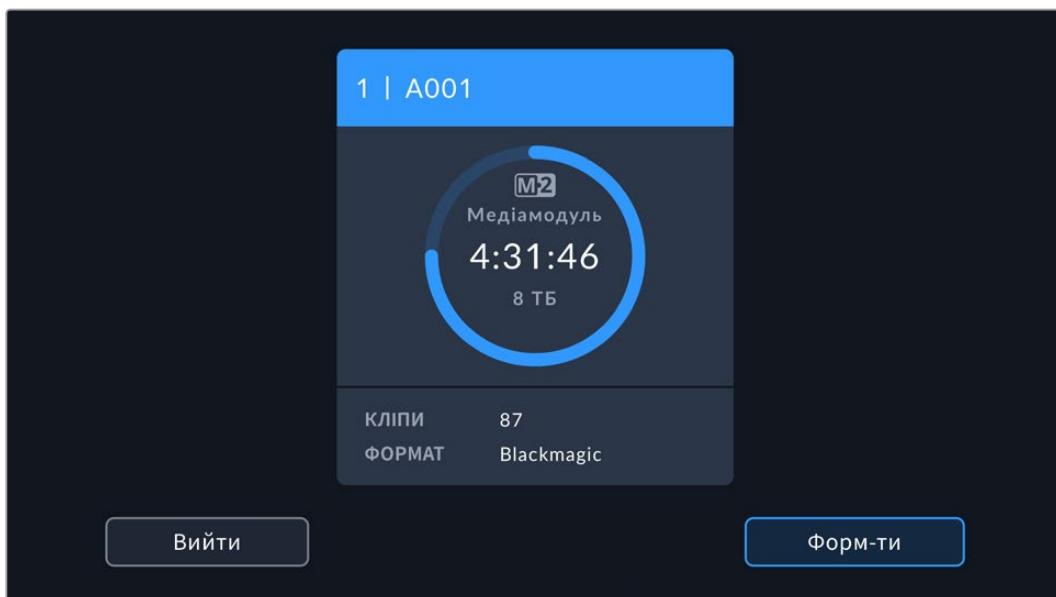 1 | A001
M2
Медіамодуль
4:31:46
8 ТБ
КЛІПИ 87
ФОРМАТ Blackmagic
Вийти
Форм-ти